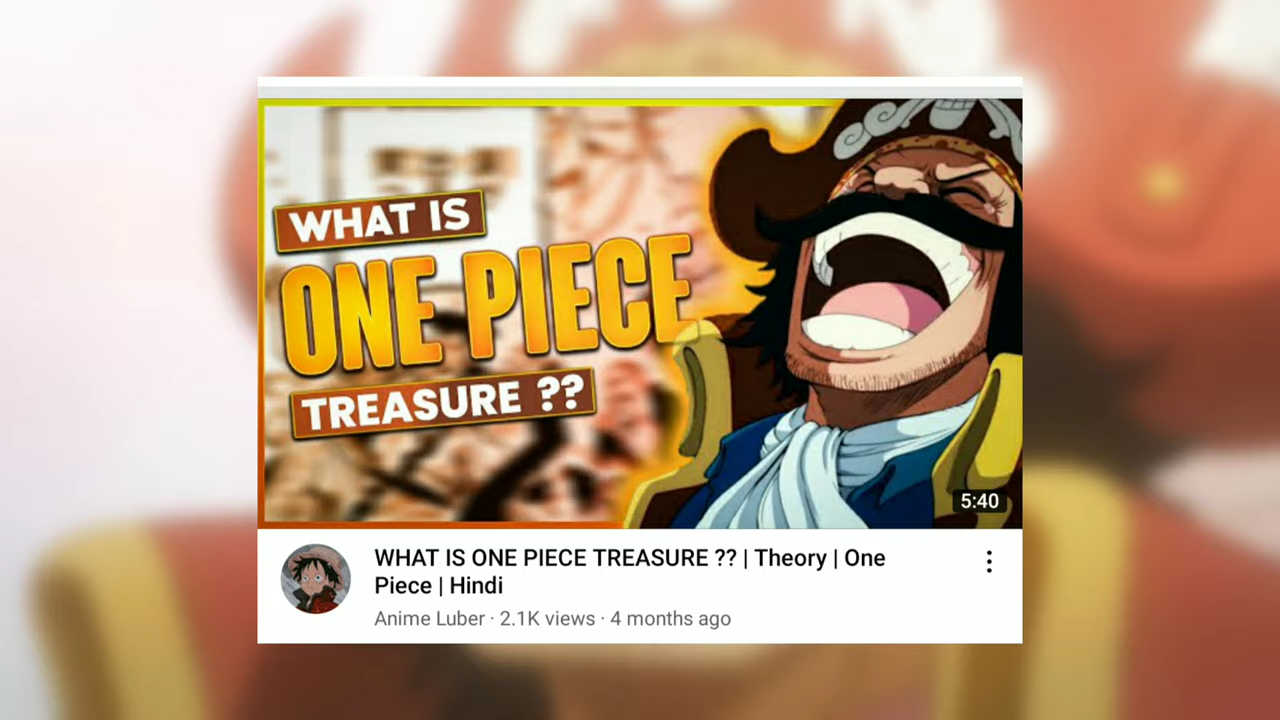 WHAT IS
ONE PIECE
TREASURE ??
5:40
WHAT IS ONE PIECE TREASURE ?? | Theory | One
Piece | Hindi
Anime Luber · 2.1K views · 4 months ago